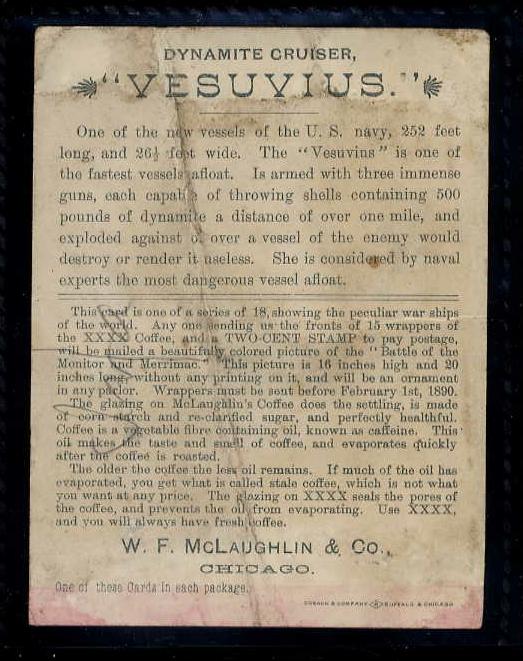 DYNAMITE CRUISER,
"VESUVIUS."
One of the new vessels of the U. S. navy, 252 feet
long, and 26½ feet wide. The "Vesuvius" is one of
the fastest vessels afloat. Is armed with three immense
guns, each capable of throwing shells containing 500
pounds of dynamite a distance of over one mile, and
exploded against or over a vessel of the enemy would
destroy or render it useless. She is considered by naval
experts the most dangerous vessel afloat.
This card is one of a series of 18, showing the peculiar war ships
of the world. Any one sending us the fronts of 15 wrappers of
the XXXX Coffee, and a TWO-CENT STAMP to pay postage,
will be mailed a beautifully colored picture of the "Battle of the
Monitor and Merrimac." This picture is 16 inches high and 20
inches long, without any printing on it, and will be an ornament
in any parlor. Wrappers must be sent before February 1st, 1890.
The glazing on McLaughlin's Coffee does the settling, is made
of corn starch and re-clarified sugar, and perfectly healthful.
Coffee is a vegetable fibre containing oil, known as caffeine. This
oil makes the taste and smell of coffee, and evaporates quickly
after the coffee is roasted.
The older the coffee the less oil remains. If much of the oil has
evaporated, you get what is called stale coffee, which is not what
you want at any price. The glazing on XXXX seals the pores of
the coffee, and prevents the oil from evaporating. Use XXXX,
and you will always have fresh coffee.
W. F. McLAUGHLIN & CO.,
CHICAGO.
One of these Cards in each package.
COSACK & COMPANY BUFFALO & CHICAGO